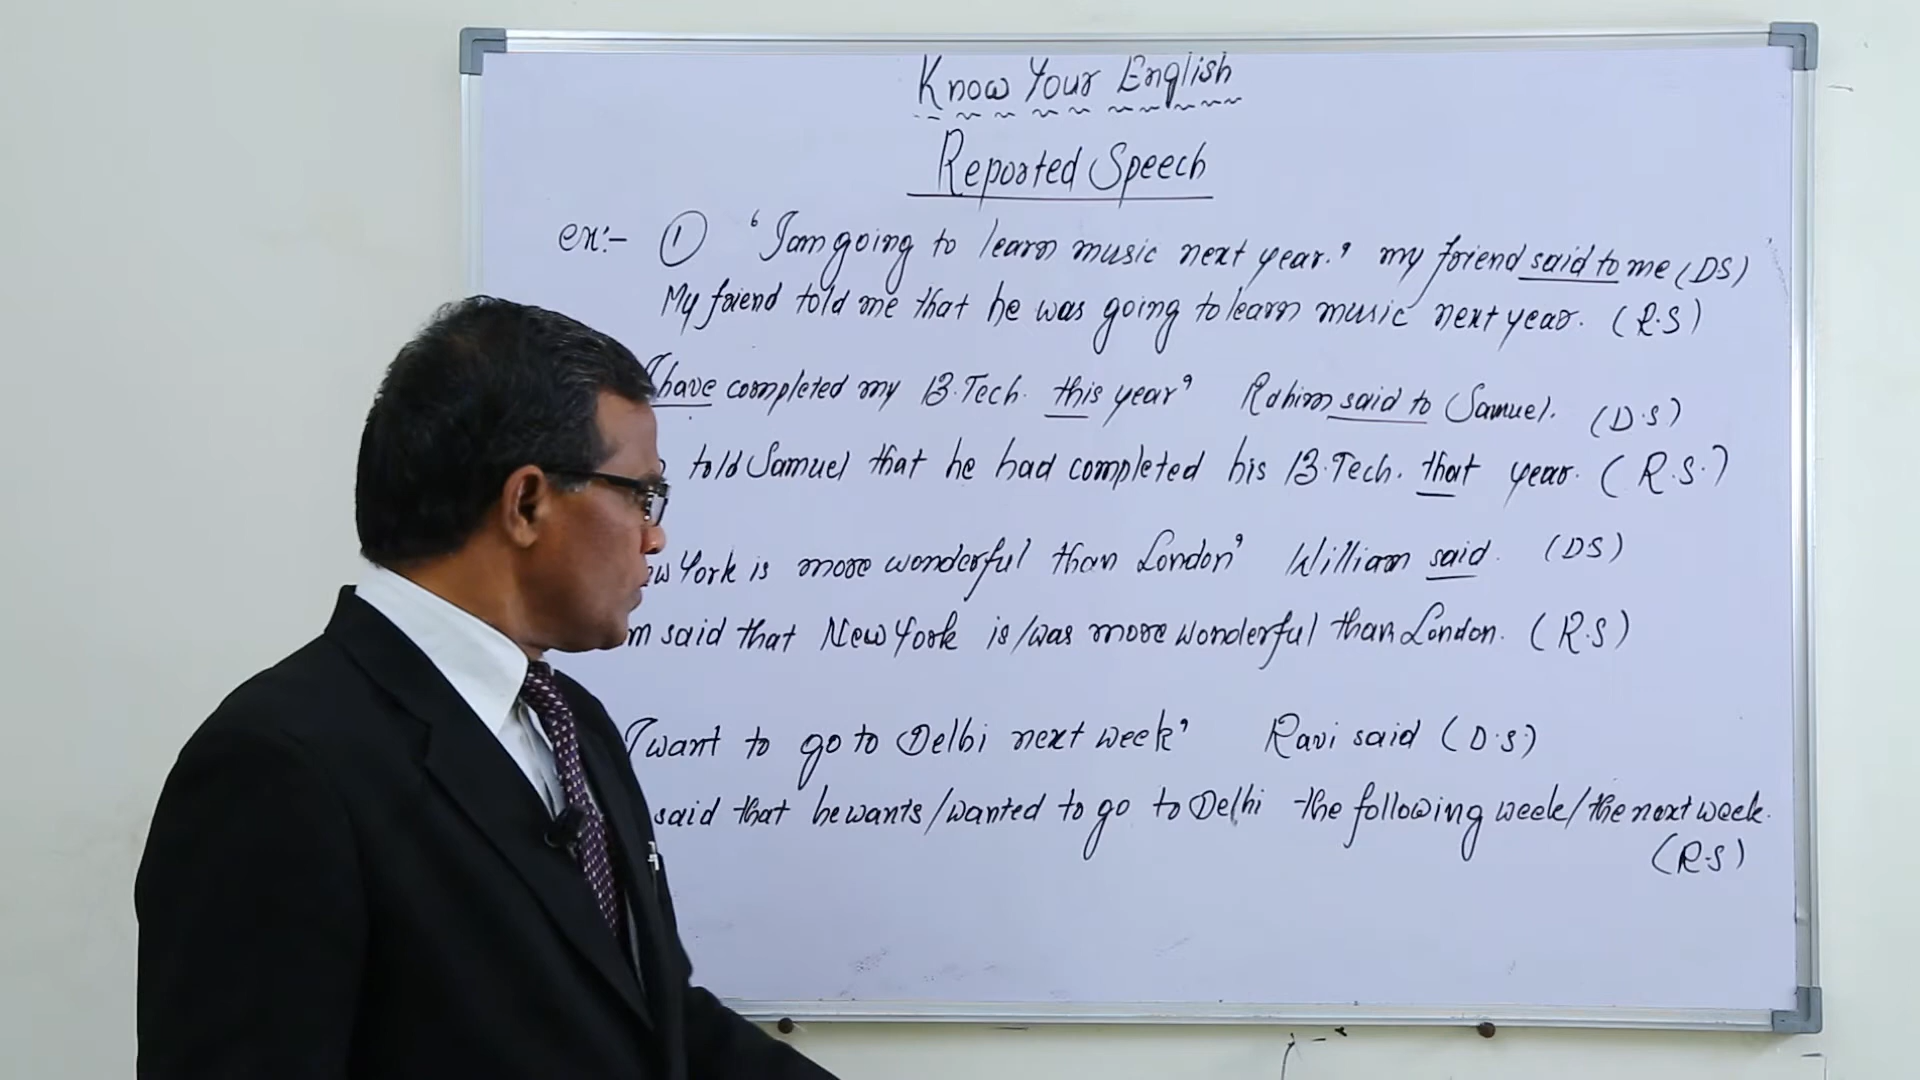 Know Your English
Reported Speech
ex:- ① 'I am going to learn music next year.' my friend said to me (DS)
My friend told me that he was going to learn music next year. (R.S)
I have completed my B.Tech. this year' Rahim said to Samuel. (D.S)
told Samuel that he had completed his B.Tech. that year. (R.S.)
York is more wonderful than London' William said. (DS)
said that New York is/was more wonderful than London. (R.S)
I want to go to Delhi next week' Ravi said (D.S)
said that he wants/wanted to go to Delhi the following week/the next week.
(R.S)